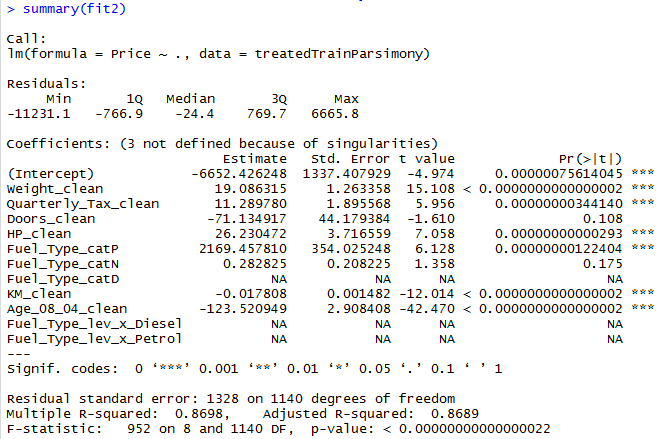 > summary(fit2)
Call:
lm(formula = Price ~ ., data = treatedTrainParsimony)
Residuals:
     Min       1Q   Median       3Q      Max
-11231.1   -766.9    -24.4    769.7   6665.8
Coefficients: (3 not defined because of singularities)
                        Estimate   Std. Error t value             Pr(>|t|)
(Intercept)         -6652.426248  1337.407929  -4.974     0.00000075614045 ***
Weight_clean           19.086315     1.263358  15.108 < 0.0000000000000002 ***
Quarterly_Tax_clean    11.289780     1.895568   5.956     0.00000000344140 ***
Doors_clean           -71.134917    44.179384  -1.610                0.108
HP_clean               26.230472     3.716559   7.058     0.00000000000293 ***
Fuel_Type_catP       2169.457810   354.025248   6.128     0.00000000122404 ***
Fuel_Type_catN          0.282825     0.208225   1.358                0.175
Fuel_Type_catD                NA           NA      NA                   NA
KM_clean               -0.017808     0.001482 -12.014 < 0.0000000000000002 ***
Age_08_04_clean      -123.520949     2.908408 -42.470 < 0.0000000000000002 ***
Fuel_Type_lev_x_Diesel        NA           NA      NA                   NA
Fuel_Type_lev_x_Petrol        NA           NA      NA                   NA
---
Signif. codes:  0 ‘***’ 0.001 ‘**’ 0.01 ‘*’ 0.05 ‘.’ 0.1 ‘ ’ 1
Residual standard error: 1328 on 1140 degrees of freedom
Multiple R-squared:  0.8698,    Adjusted R-squared:  0.8689
F-statistic:   952 on 8 and 1140 DF,  p-value: < 0.00000000000000022